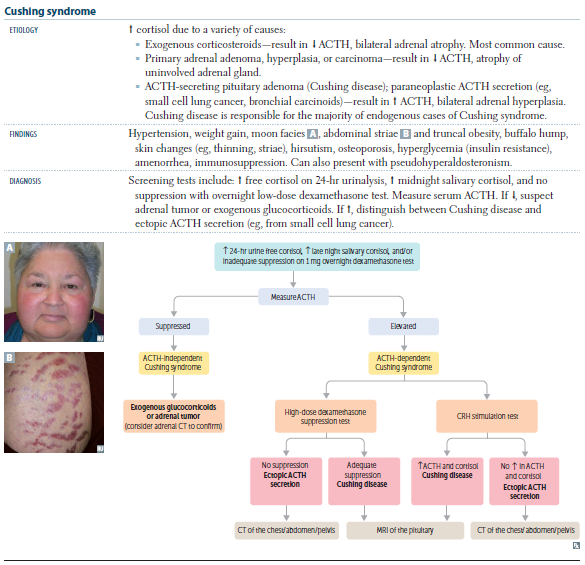 Cushing syndrome
ETIOLOGY
↑ cortisol due to a variety of causes:
▪ Exogenous corticosteroids—result in ↓ ACTH, bilateral adrenal atrophy. Most common cause.
▪ Primary adrenal adenoma, hyperplasia, or carcinoma—result in ↓ ACTH, atrophy of
uninvolved adrenal gland.
▪ ACTH-secreting pituitary adenoma (Cushing disease); paraneoplastic ACTH secretion (eg,
small cell lung cancer, bronchial carcinoids)—result in ↑ ACTH, bilateral adrenal hyperplasia.
Cushing disease is responsible for the majority of endogenous cases of Cushing syndrome.
FINDINGS
Hypertension, weight gain, moon facies A, abdominal striae B and truncal obesity, buffalo hump,
skin changes (eg, thinning, striae), hirsutism, osteoporosis, hyperglycemia (insulin resistance),
amenorrhea, immunosuppression. Can also present with pseudohyperaldosteronism.
DIAGNOSIS
Screening tests include: ↑ free cortisol on 24-hr urinalysis, ↑ midnight salivary cortisol, and no
suppression with overnight low-dose dexamethasone test. Measure serum ACTH. If ↓, suspect
adrenal tumor or exogenous glucocorticoids. If ↑, distinguish between Cushing disease and
ectopic ACTH secretion (eg, from small cell lung cancer).
A
B
↑ 24-hr urine free cortisol, ↑ late night salivary cortisol, and/or
inadequate suppression on 1 mg overnight dexamethasone test
Measure ACTH
Suppressed
Elevated
ACTH-independent
Cushing syndrome
ACTH-dependent
Cushing syndrome
Exogenous glucocorticoids
or adrenal tumor
(consider adrenal CT to confirm)
High-dose dexamethasone
suppression test
CRH stimulation test
No suppression
Ectopic ACTH
secretion
Adequate
suppression
Cushing disease
↑ ACTH and cortisol
Cushing disease
No ↑ in ACTH
and cortisol
Ectopic ACTH
secretion
CT of the chest/abdomen/pelvis
MRI of the pituitary
CT of the chest/abdomen/pelvis